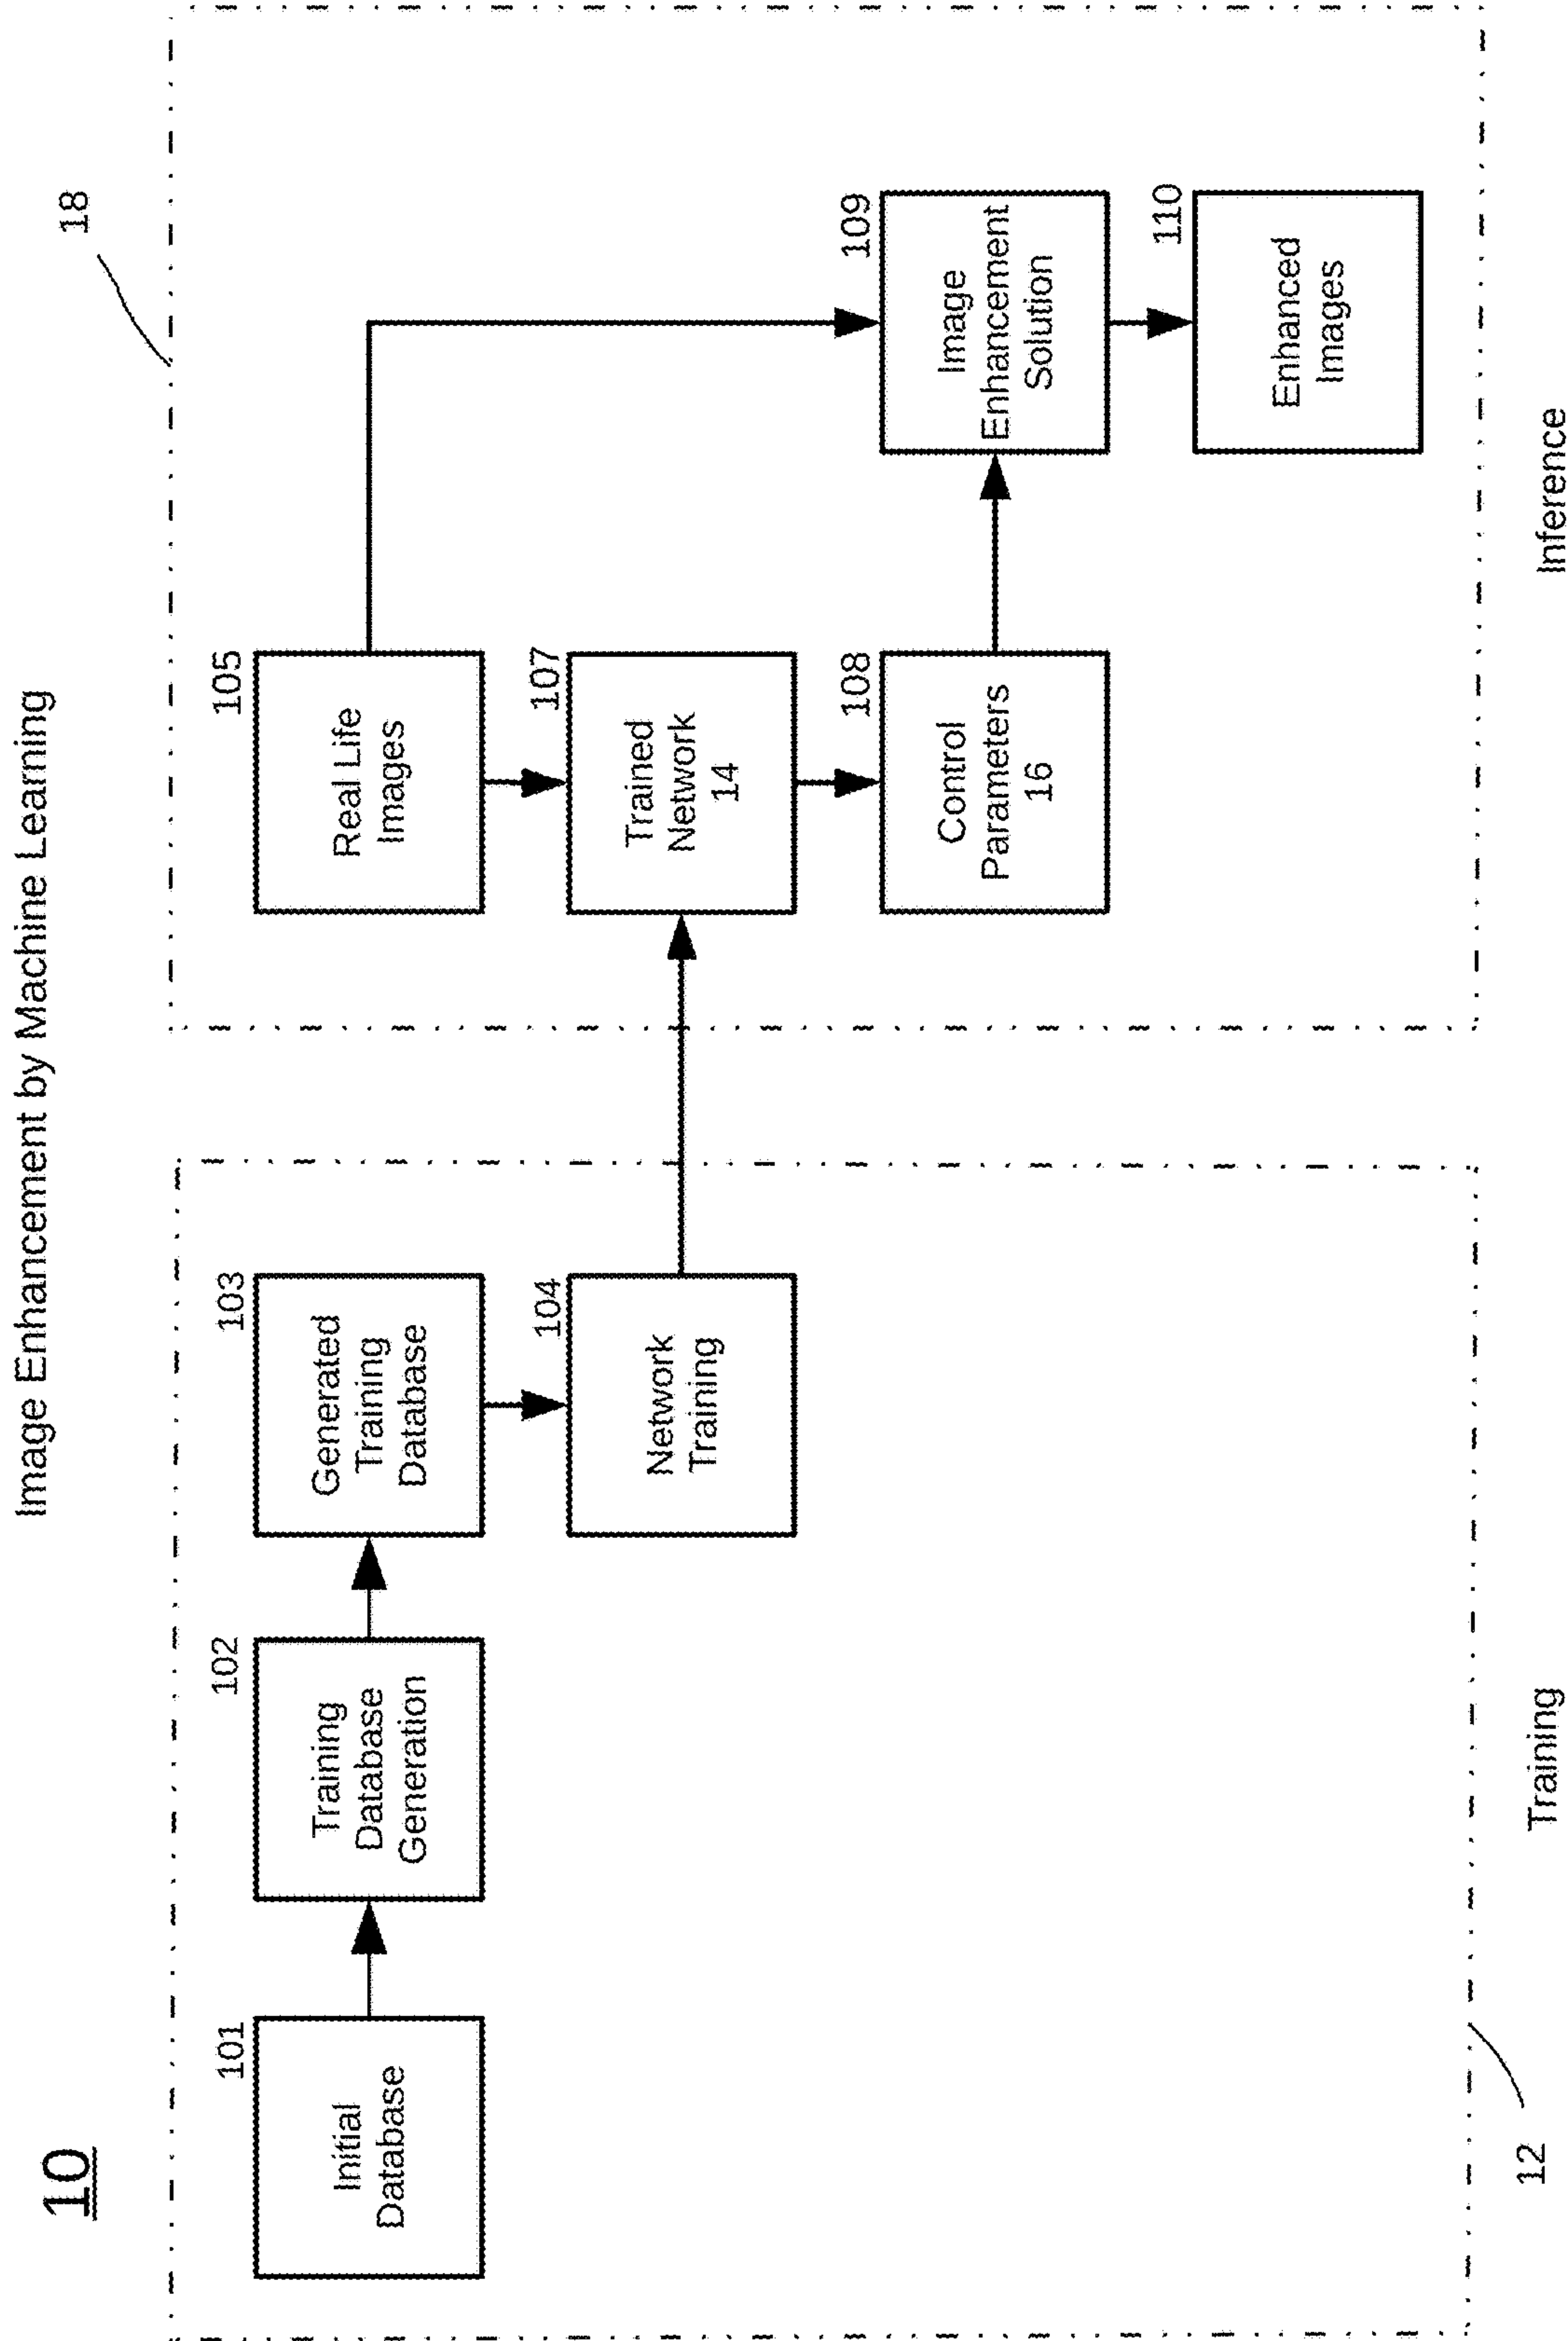 Image Enhancement by Machine Learning
10
18
101
Initial
Database
102
Training
Database
Generation
103
Generated
Training
Database
104
Network
Training
105
Real Life
Images
107
Trained
Network
14
108
Control
Parameters
16
109
Image
Enhancement
Solution
110
Enhanced
Images
12
Training
Inference